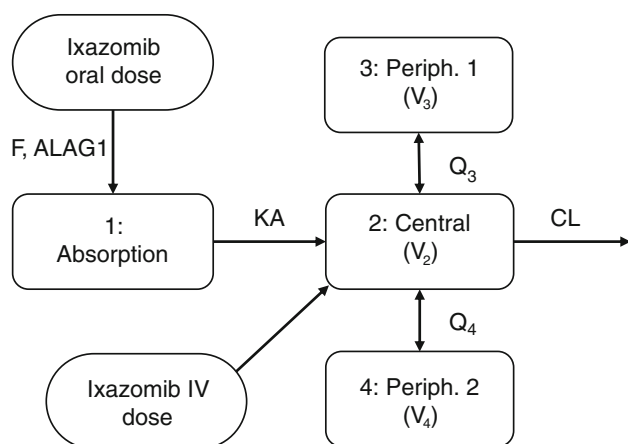 Ixazomib
oral dose
F, ALAG1
1:
Absorption
KA
3: Periph. 1
(V₃)
Q₃
2: Central
(V₂)
CL
Q₄
Ixazomib IV
dose
4: Periph. 2
(V₄)